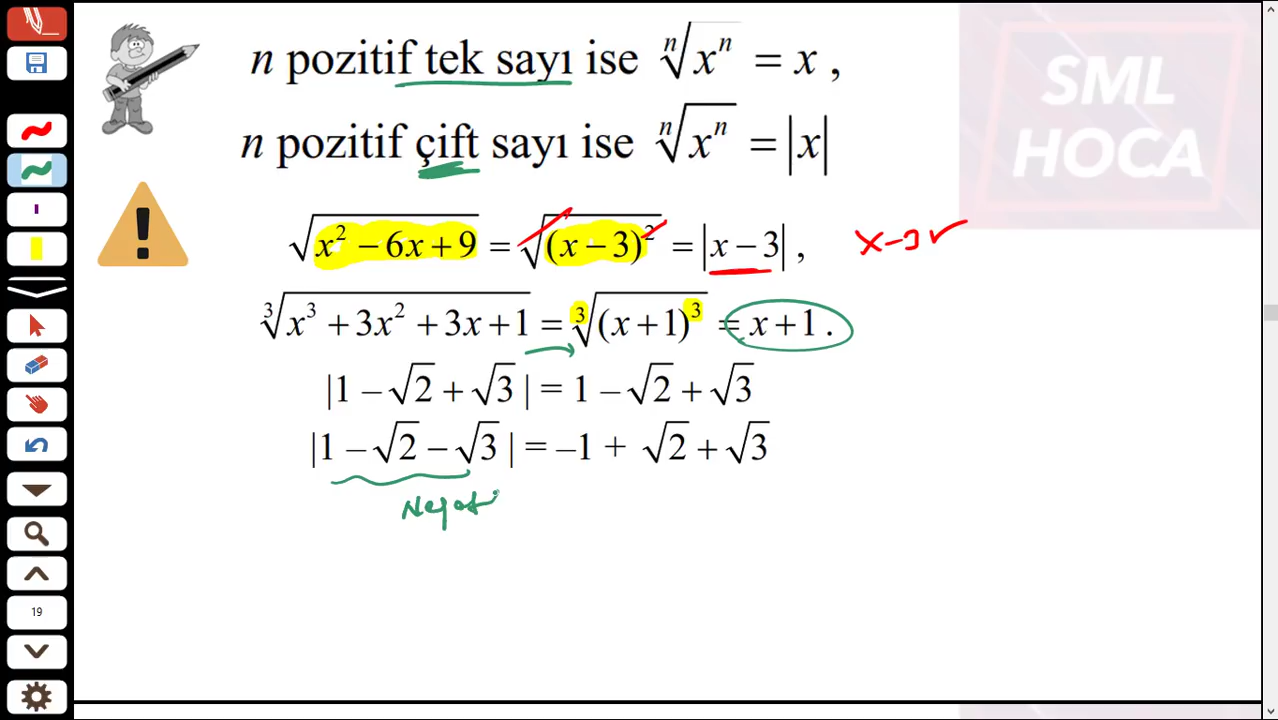 n pozitif tek sayı ise ⁿ√xⁿ = x ,
SML
HOCA
n pozitif çift sayı ise ⁿ√xⁿ = |x|
√(x² − 6x + 9) = √((x − 3)²) = |x − 3| ,
³√(x³ + 3x² + 3x + 1) = ³√((x + 1)³) = x + 1 .
|1 − √2 + √3 | = 1 − √2 + √3
|1 − √2 − √3 | = −1 + √2 + √3
Negati
19